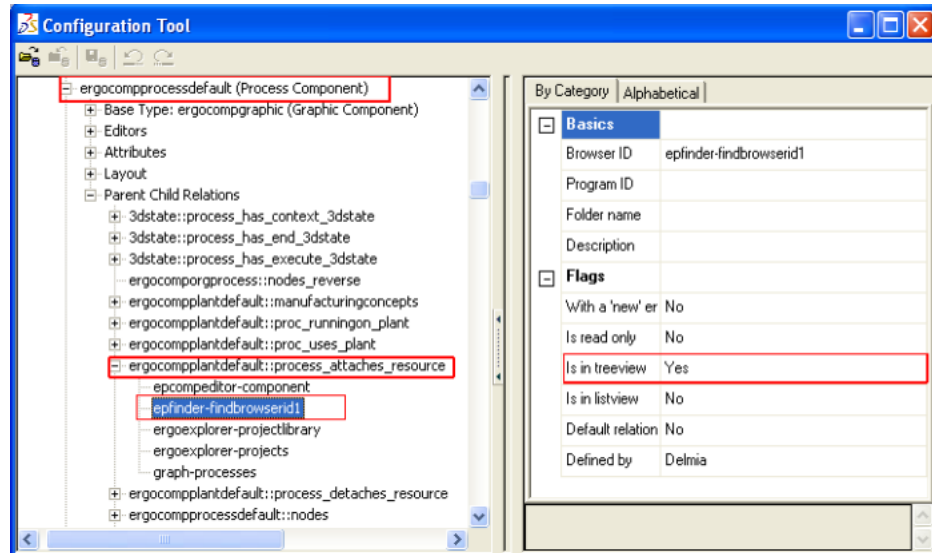 Configuration Tool
ergocompprocessdefault (Process Component)
Base Type: ergocompgraphic (Graphic Component)
Editors
Attributes
Layout
Parent Child Relations
3dstate::process_has_context_3dstate
3dstate::process_has_end_3dstate
3dstate::process_has_execute_3dstate
ergocomporgprocess::nodes_reverse
ergocompplantdefault::manufacturingconcepts
ergocompplantdefault::proc_runningon_plant
ergocompplantdefault::proc_uses_plant
ergocompplantdefault::process_attaches_resource
epcompeditor-component
epfinder-findbrowserid1
ergoexplorer-projectlibrary
ergoexplorer-projects
graph-processes
ergocompplantdefault::process_detaches_resource
ergocompprocessdefault::nodes
By Category Alphabetical
Basics
Browser ID epfinder-findbrowserid1
Program ID
Folder name
Description
Flags
With a 'new' er No
Is read only No
Is in treeview Yes
Is in listview No
Default relation No
Defined by Delmia